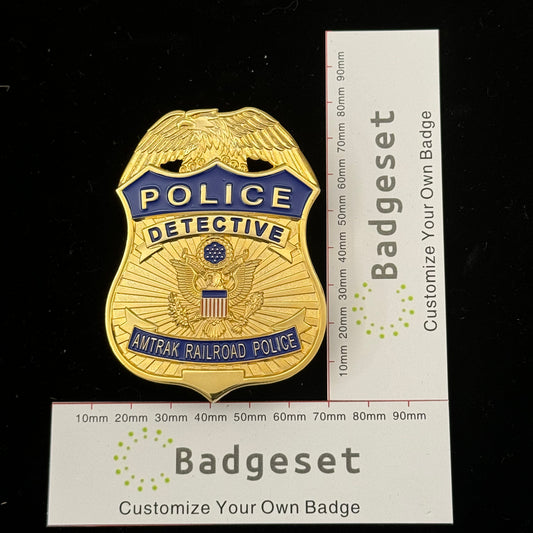 POLICE
DETECTIVE
AMTRAK RAILROAD POLICE
10mm 20mm 30mm 40mm 50mm 60mm 70mm 80mm 90mm
Badgeset
Customize Your Own Badge
10mm 20mm 30mm 40mm 50mm 60mm 70mm 80mm 90mm
Badgeset
Customize Your Own Badge